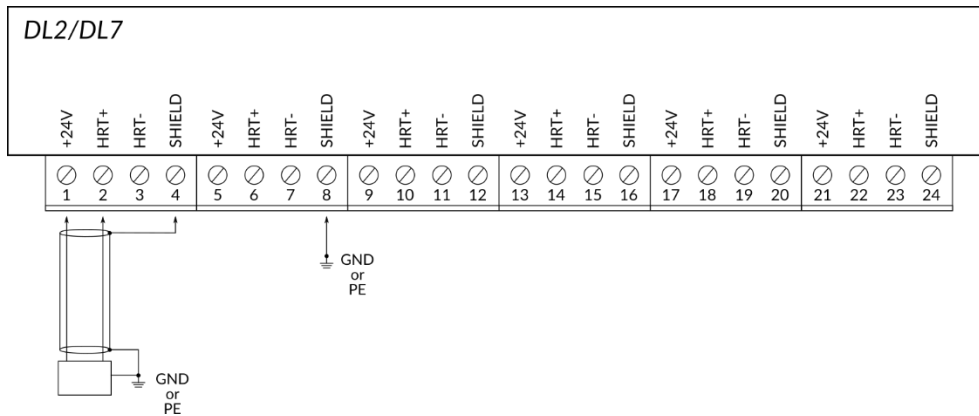 DL2/DL7
+24V HRT+ HRT- SHIELD +24V HRT+ HRT- SHIELD +24V HRT+ HRT- SHIELD +24V HRT+ HRT- SHIELD +24V HRT+ HRT- SHIELD +24V HRT+ HRT- SHIELD
1 2 3 4 5 6 7 8 9 10 11 12 13 14 15 16 17 18 19 20 21 22 23 24
GND
or
PE
GND
or
PE